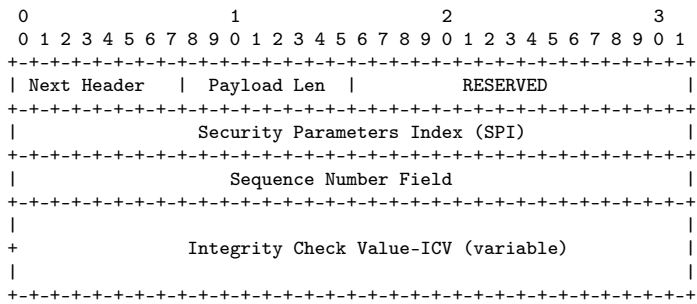 0                   1                   2                   3
 0 1 2 3 4 5 6 7 8 9 0 1 2 3 4 5 6 7 8 9 0 1 2 3 4 5 6 7 8 9 0 1
+-+-+-+-+-+-+-+-+-+-+-+-+-+-+-+-+-+-+-+-+-+-+-+-+-+-+-+-+-+-+-+-+
| Next Header   |  Payload Len  |          RESERVED             |
+-+-+-+-+-+-+-+-+-+-+-+-+-+-+-+-+-+-+-+-+-+-+-+-+-+-+-+-+-+-+-+-+
|                 Security Parameters Index (SPI)               |
+-+-+-+-+-+-+-+-+-+-+-+-+-+-+-+-+-+-+-+-+-+-+-+-+-+-+-+-+-+-+-+-+
|                    Sequence Number Field                      |
+-+-+-+-+-+-+-+-+-+-+-+-+-+-+-+-+-+-+-+-+-+-+-+-+-+-+-+-+-+-+-+-+
|                                                               |
+                Integrity Check Value-ICV (variable)           |
|                                                               |
+-+-+-+-+-+-+-+-+-+-+-+-+-+-+-+-+-+-+-+-+-+-+-+-+-+-+-+-+-+-+-+-+